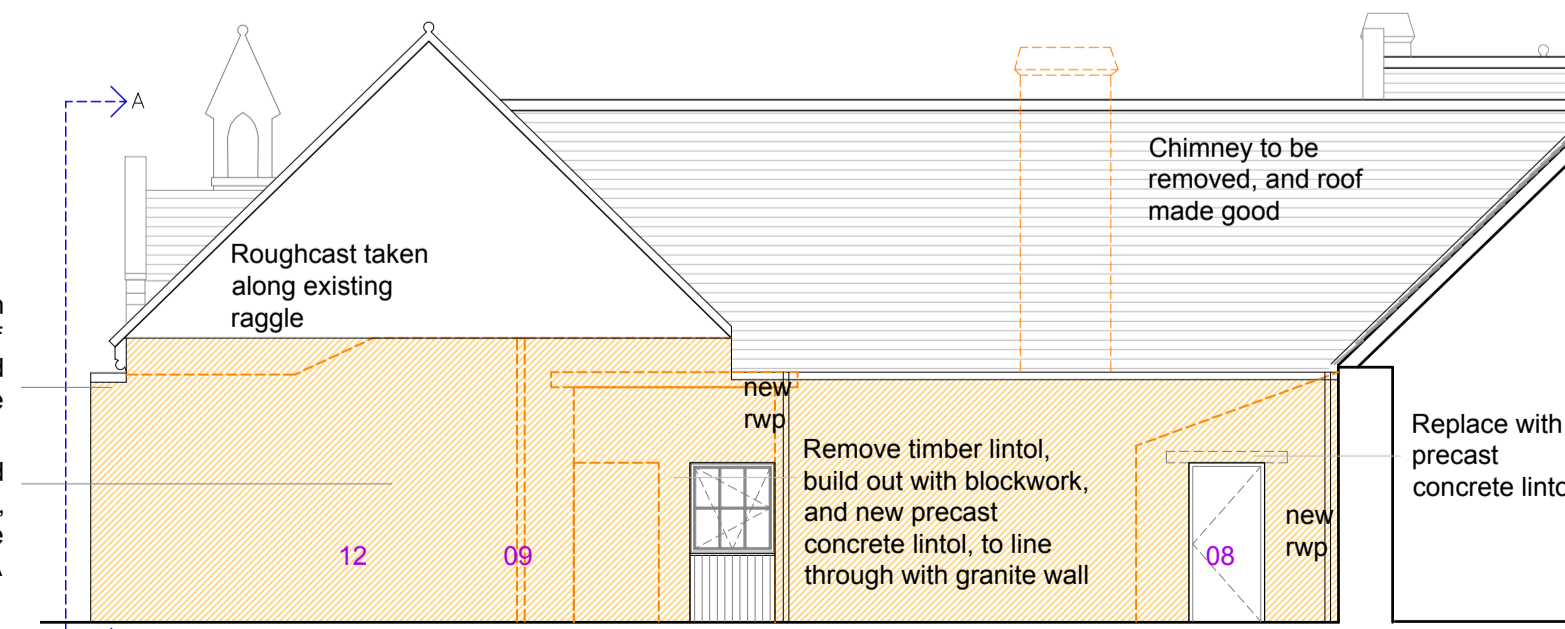 A
Chimney to be
removed, and roof
made good
Roughcast taken
along existing
raggle
new
rwp
Remove timber lintol,
build out with blockwork,
and new precast
concrete lintol, to line
through with granite wall
Replace with
precast
concrete linto
new
rwp
12
09
08